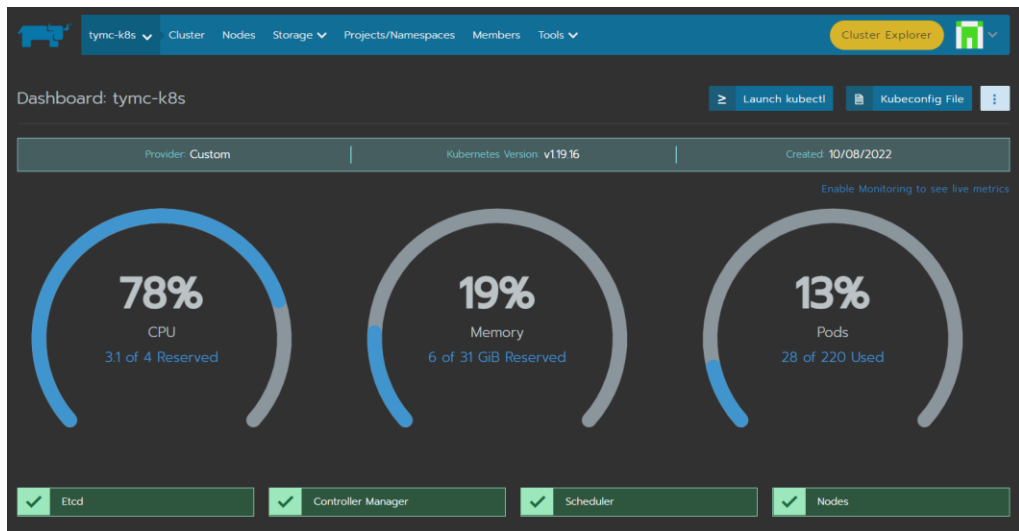 tymc-k8s Cluster Nodes Storage Projects/Namespaces Members Tools Cluster Explorer
Dashboard: tymc-k8s Launch kubectl Kubeconfig File
Provider: Custom Kubernetes Version: v1.19.16 Created: 10/08/2022
Enable Monitoring to see live metrics
78% 19% 13%
CPU Memory Pods
3.1 of 4 Reserved 6 of 31 GiB Reserved 28 of 220 Used
Etcd Controller Manager Scheduler Nodes